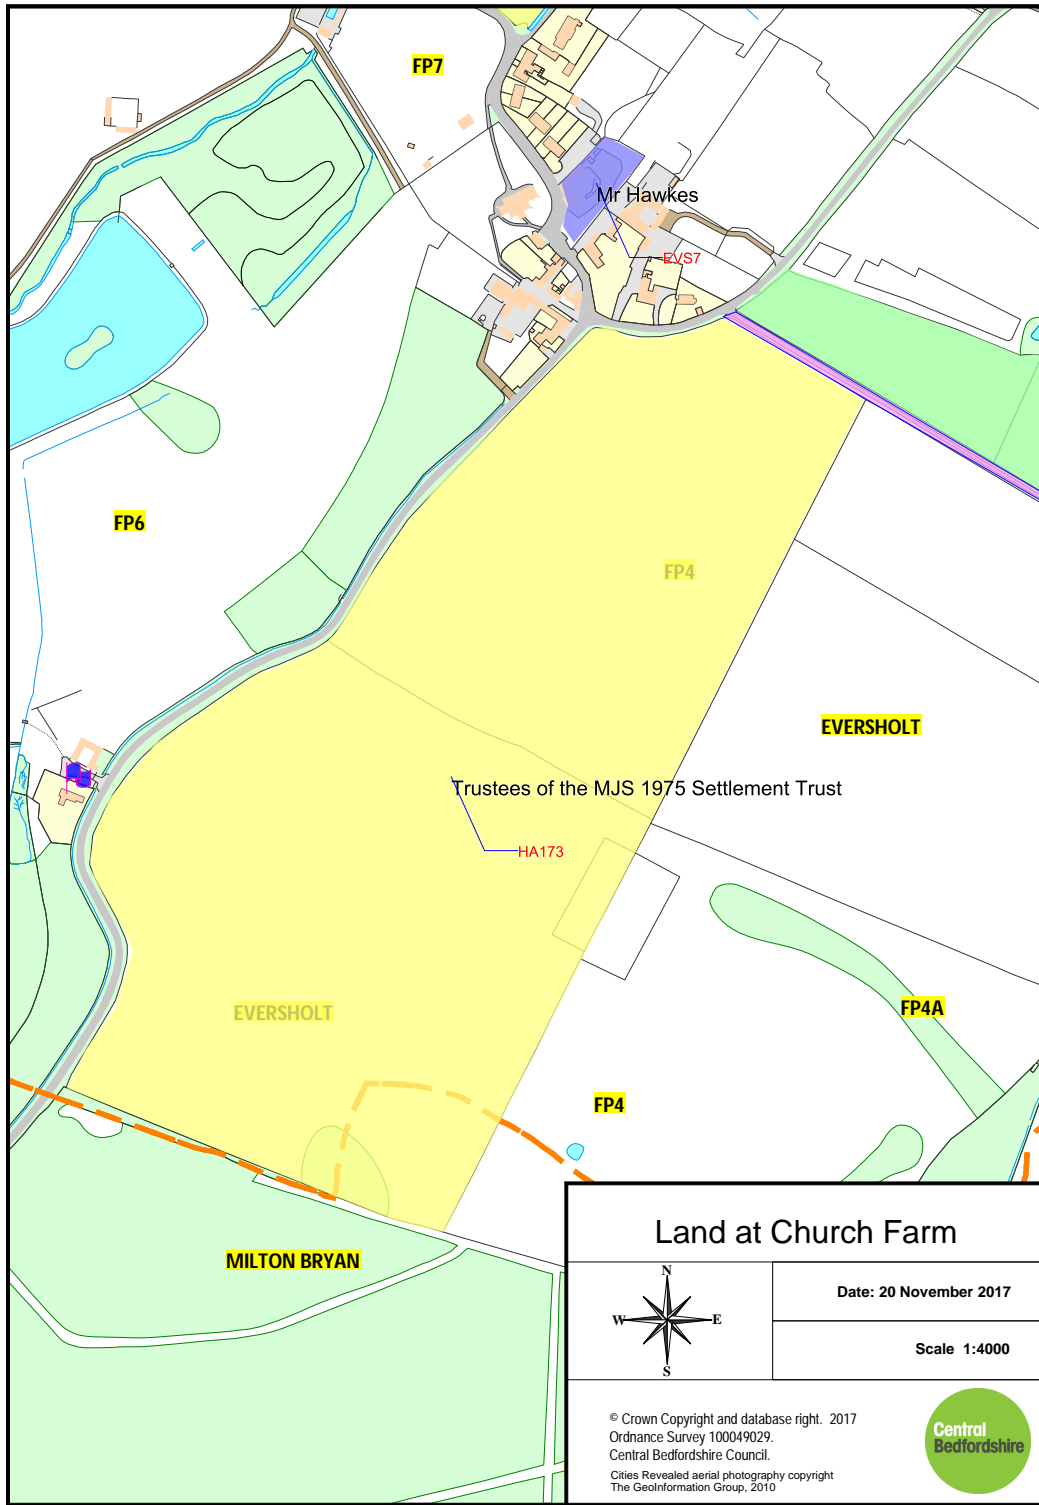 FP7
Mr Hawkes
EVS7
FP6
FP4
EVERSHOLT
Trustees of the MJS 1975 Settlement Trust
HA173
EVERSHOLT
FP4A
FP4
MILTON BRYAN
Land at Church Farm
N
W E
S
Date: 20 November 2017
Scale 1:4000
© Crown Copyright and database right. 2017
Ordnance Survey 100049029.
Central Bedfordshire Council.
Cities Revealed aerial photography copyright
The GeoInformation Group, 2010
Central
Bedfordshire